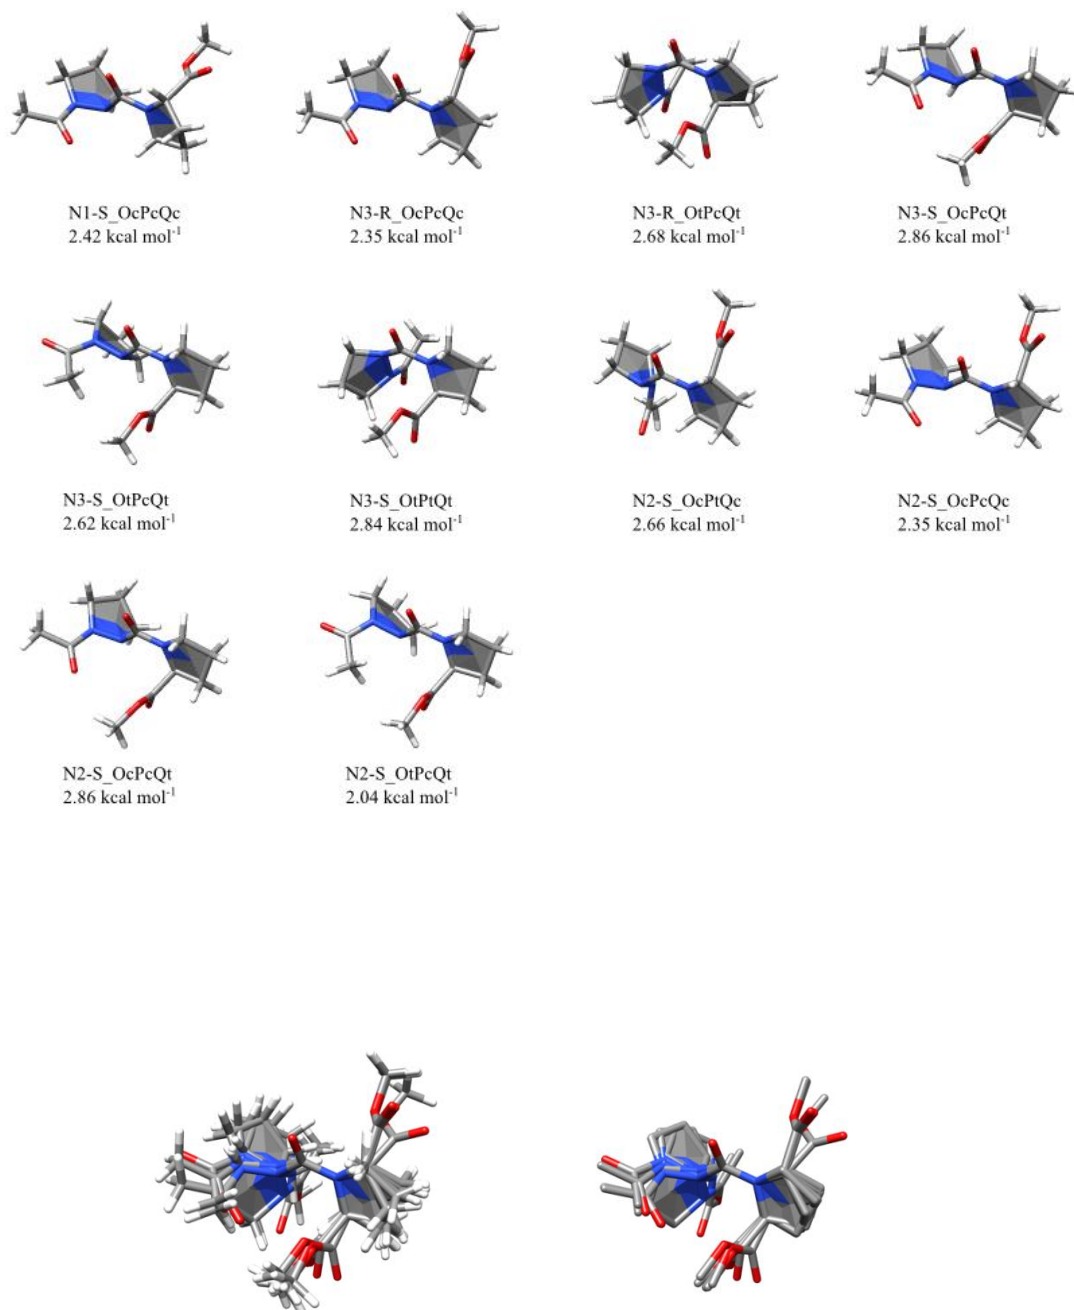 N1-S_OcPcQc
2.42 kcal mol⁻¹
N3-R_OcPcQc
2.35 kcal mol⁻¹
N3-R_OtPcQt
2.68 kcal mol⁻¹
N3-S_OcPcQt
2.86 kcal mol⁻¹
N3-S_OtPcQt
2.62 kcal mol⁻¹
N3-S_OtPtQt
2.84 kcal mol⁻¹
N2-S_OcPtQc
2.66 kcal mol⁻¹
N2-S_OcPcQc
2.35 kcal mol⁻¹
N2-S_OcPcQt
2.86 kcal mol⁻¹
N2-S_OtPcQt
2.04 kcal mol⁻¹